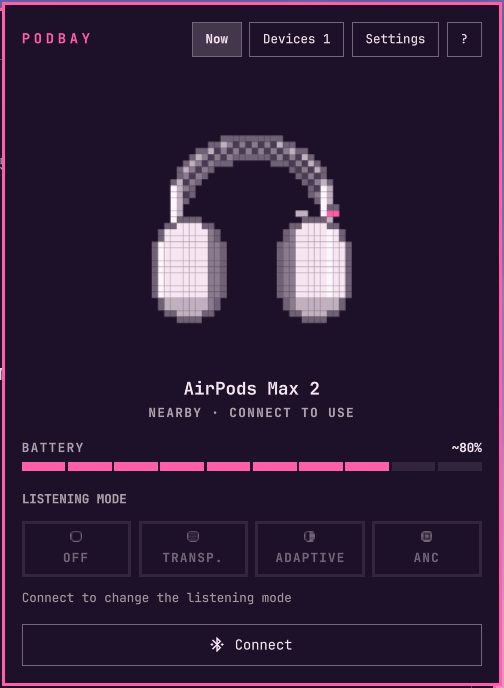 PODBAY
Now
Devices 1
Settings
?
AirPods Max 2
NEARBY · CONNECT TO USE
BATTERY
~80%
LISTENING MODE
OFF
TRANSP.
ADAPTIVE
ANC
Connect to change the listening mode
Connect